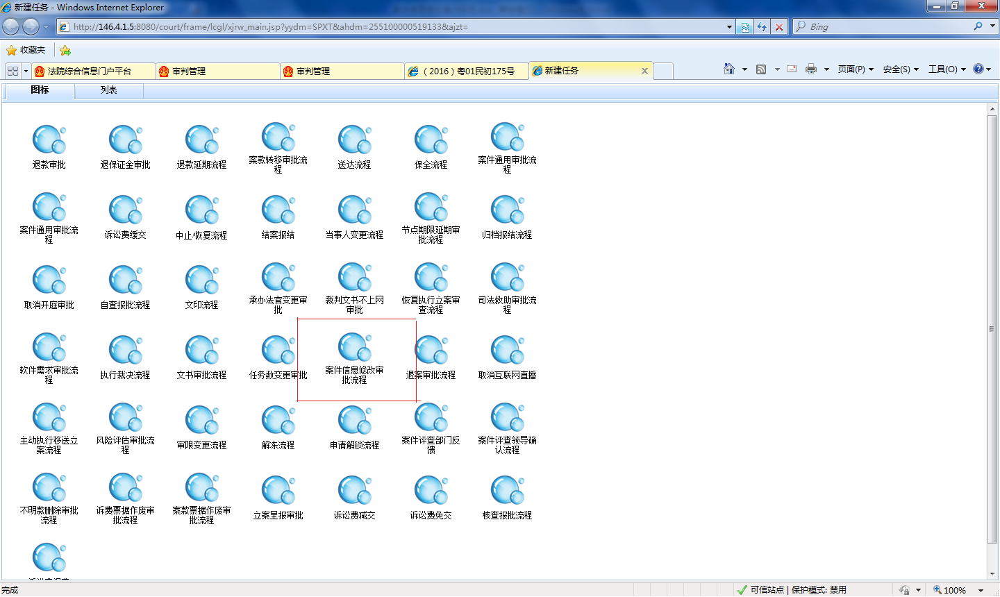 新建任务 - Windows Internet Explorer
http://146.4.1.5:8080/court/frame/lcgl/xjrw_main.jsp?yydm=SPXT&ahdm=255100000519133&ajzt=
Bing
收藏夹
法院综合信息门户平台
审判管理
审判管理
（2016）粤01民初175号
新建任务
页面(P)
安全(S)
工具(O)
图标
列表
退款审批
退保证金审批
退款延期流程
案款转移审批流
程
送达流程
保全流程
案件通用审批流
程
案件通用审批流
程
诉讼费缓交
中止/恢复流程
结案报结
当事人变更流程
节点期限延期审
批流程
归档报结流程
取消开庭审批
自查报批流程
文印流程
承办法官变更审
批
裁判文书不上网
审批
恢复执行立案审
查流程
司法救助审批流
程
软件需求审批流
程
执行裁决流程
文书审批流程
任务数变更审批
案件信息修改审
批流程
退案审批流程
取消互联网直播
主动执行移送立
案流程
风险评估审批流
程
审限变更流程
解冻流程
申请解锁流程
案件评查部门反
馈
案件评查领导确
认流程
不明款删除审批
流程
诉费票据作废审
批流程
案款票据作废审
批流程
立案呈报审批
诉讼费减交
诉讼费免交
核查报批流程
完成
可信站点 | 保护模式: 禁用
100%